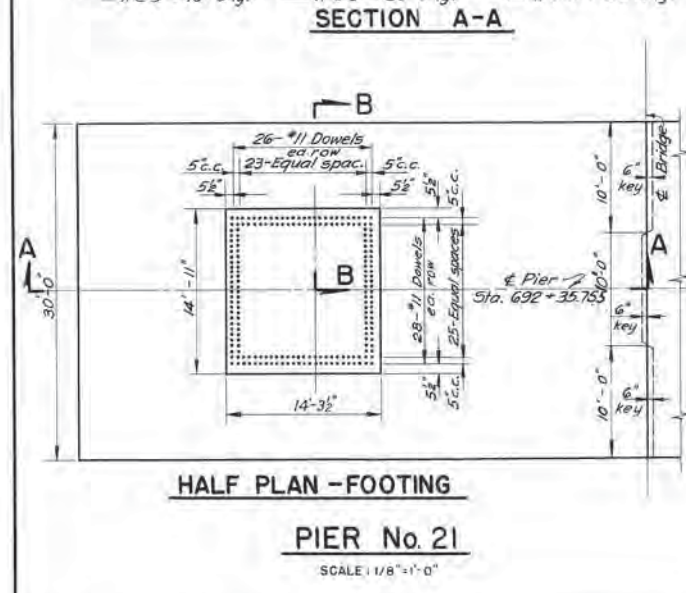 SECTION A-A
B
26-#11 Dowels
ea. row
23-Equal spac.
5"c.c.
5"c.c.
5½"
5½"
5½"
5"c.c.
A
30'-0"
14'-11"
B
28-#11 Dowels
ea. row
25-Equal spaces
5½"
5"c.c.
14'-3½"
℄ Pier
Sta. 692+35.755
10'-0"
10'-0"
10'-0"
6"
key
6"
key
6"
key
℄ Bridge
A
HALF PLAN-FOOTING
PIER No. 21
SCALE: 1/8"=1'-0"